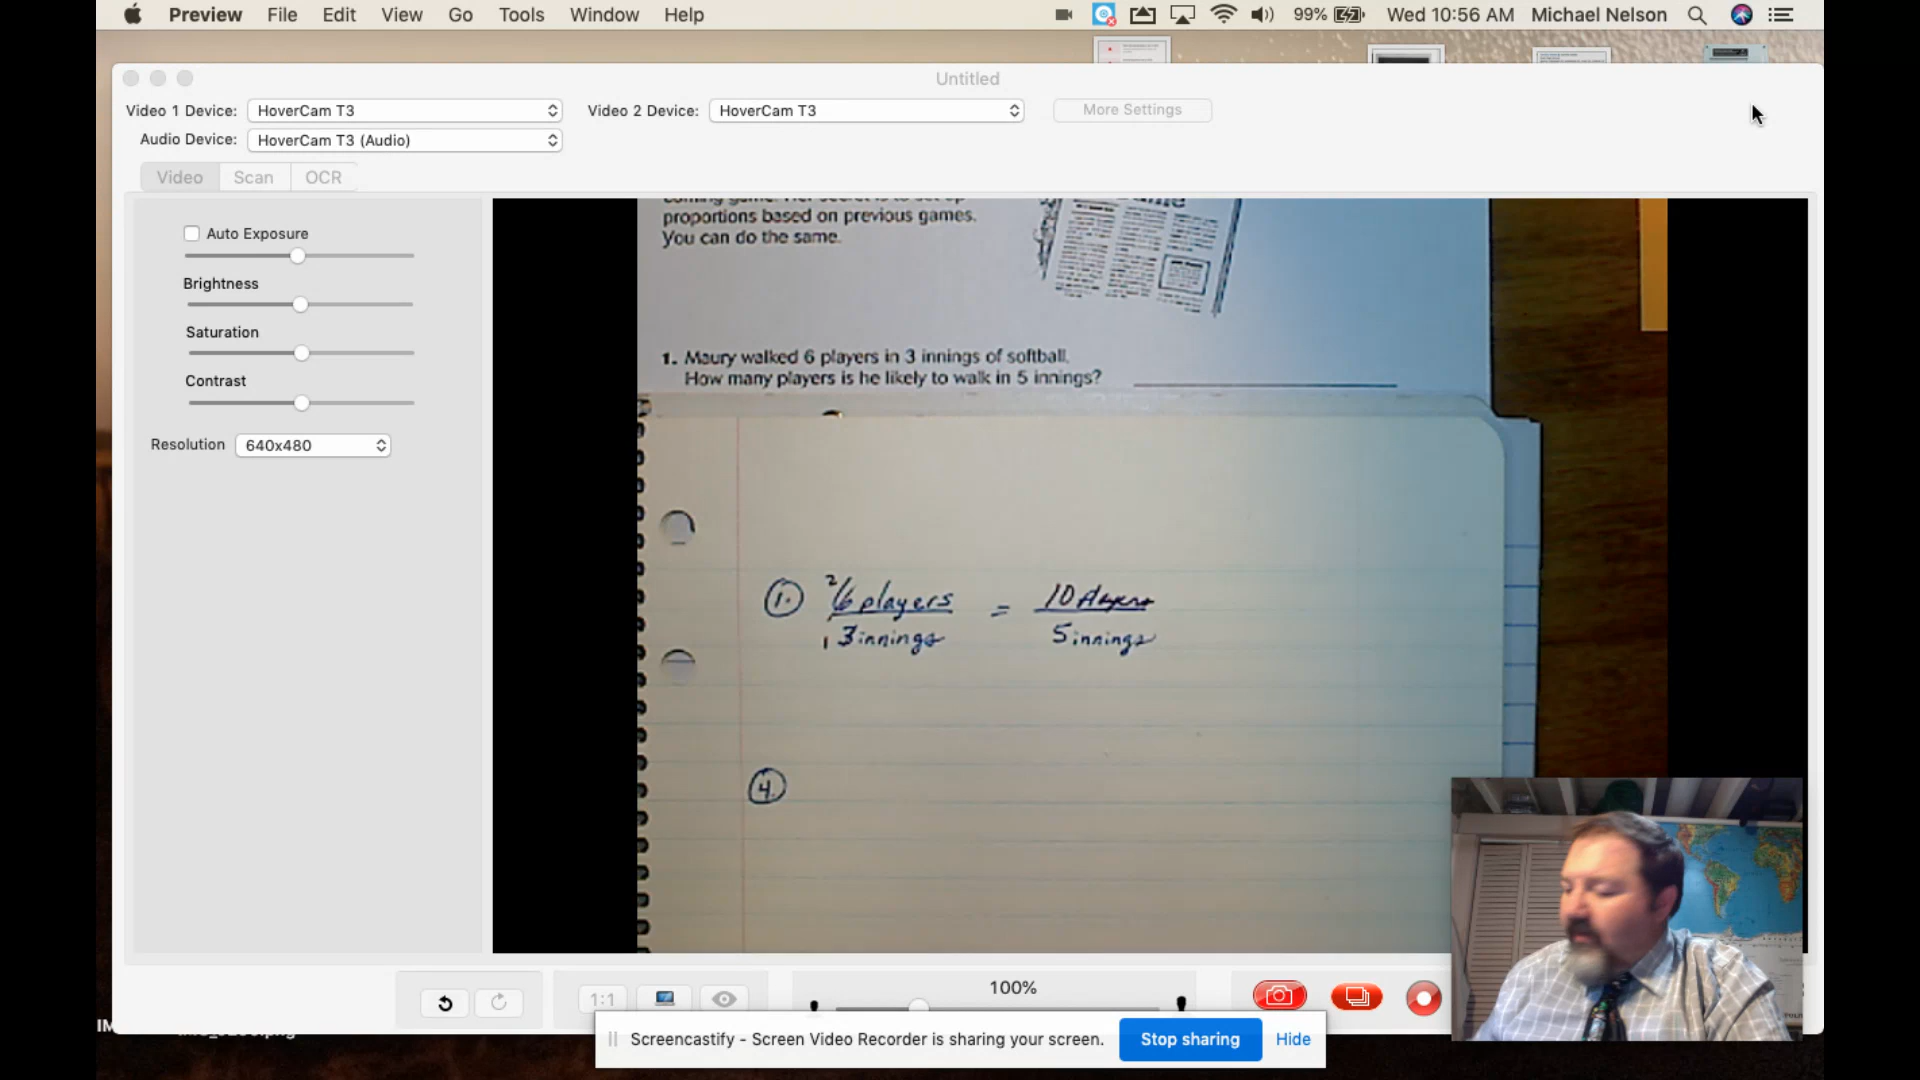 Preview File Edit View Go Tools Window Help 99% Wed 10:56 AM Michael Nelson
Untitled
Video 1 Device: HoverCam T3 Video 2 Device: HoverCam T3 More Settings
Audio Device: HoverCam T3 (Audio)
Video Scan OCR
Auto Exposure
Brightness
Saturation
Contrast
Resolution 640x480
proportions based on previous games.
You can do the same.
1. Maury walked 6 players in 3 innings of softball.
How many players is he likely to walk in 5 innings?
1. 2 6 players = 10 players
1 3 innings 5 innings
4.
1:1 100%
Screencastify - Screen Video Recorder is sharing your screen. Stop sharing Hide